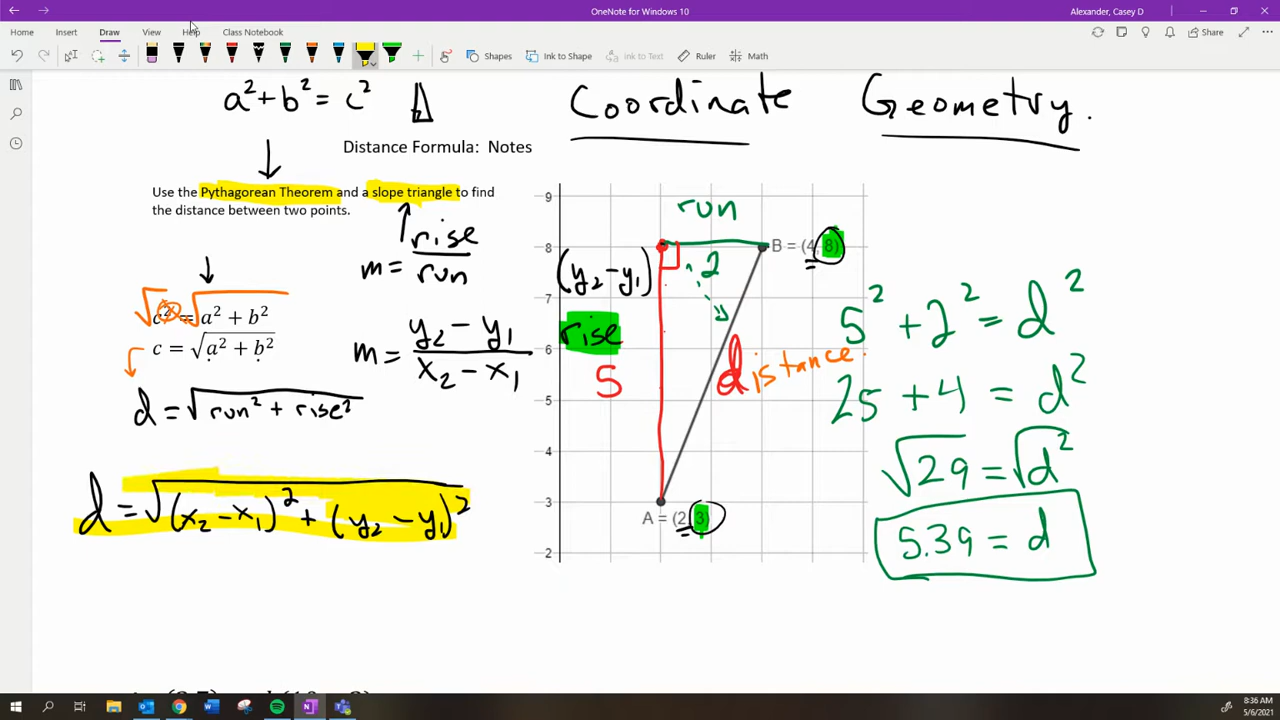 OneNote for Windows 10
Alexander, Casey D
Home Insert Draw View Help Class Notebook
Share
Shapes Ink to Shape Ink to Text Ruler Math
a² + b² = c²
Coordinate Geometry.
Distance Formula: Notes
Use the Pythagorean Theorem and a slope triangle to find
the distance between two points.
m = rise/run
√c² = √a² + b²
c = √a² + b²
m = y₂ − y₁ / x₂ − x₁
d = √run² + rise²
d = √(x₂ − x₁)² + (y₂ − y₁)²
9
8
7
6
5
4
3
2
run
B = (4, 8)
2
(y₂ − y₁)
rise
5
distance
A = (2, 3)
5² + 2² = d²
25 + 4 = d²
√29 = √d²
5.39 = d
8:36 AM
5/6/2021